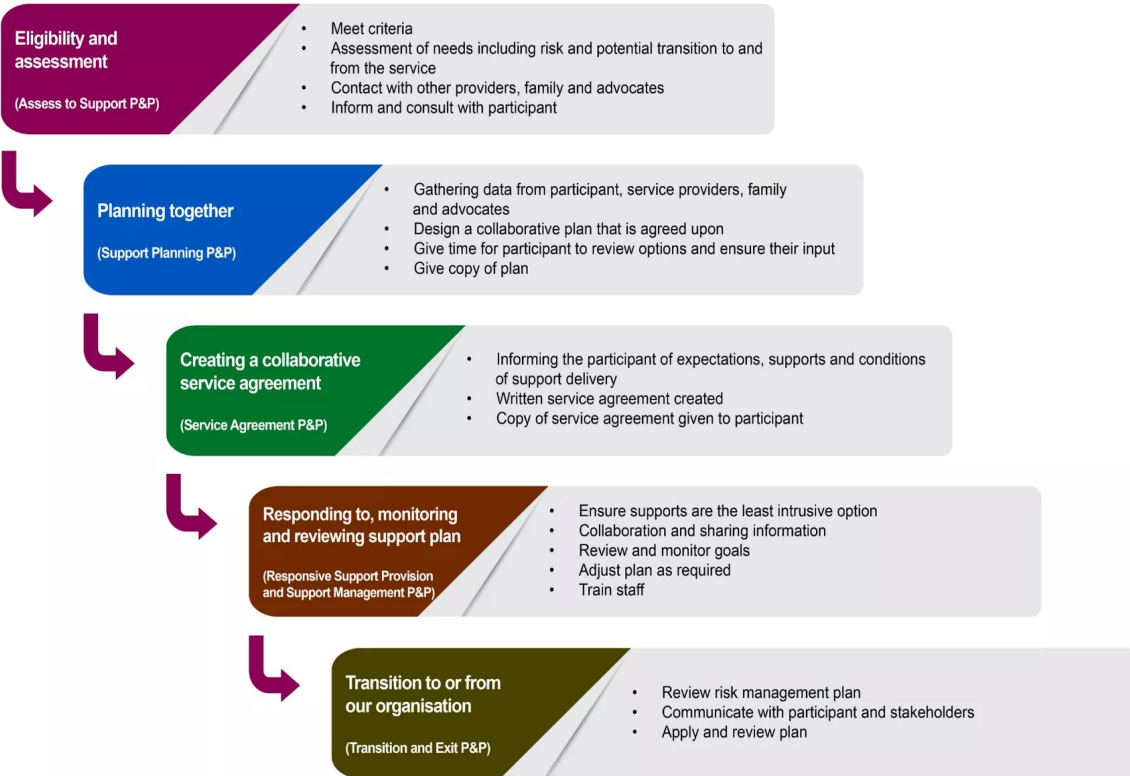 Eligibility and
assessment
(Assess to Support P&P)
• Meet criteria
• Assessment of needs including risk and potential transition to and
from the service
• Contact with other providers, family and advocates
• Inform and consult with participant
Planning together
(Support Planning P&P)
• Gathering data from participant, service providers, family
and advocates
• Design a collaborative plan that is agreed upon
• Give time for participant to review options and ensure their input
• Give copy of plan
Creating a collaborative
service agreement
(Service Agreement P&P)
• Informing the participant of expectations, supports and conditions
of support delivery
• Written service agreement created
• Copy of service agreement given to participant
Responding to, monitoring
and reviewing support plan
(Responsive Support Provision
and Support Management P&P)
• Ensure supports are the least intrusive option
• Collaboration and sharing information
• Review and monitor goals
• Adjust plan as required
• Train staff
Transition to or from
our organisation
(Transition and Exit P&P)
• Review risk management plan
• Communicate with participant and stakeholders
• Apply and review plan